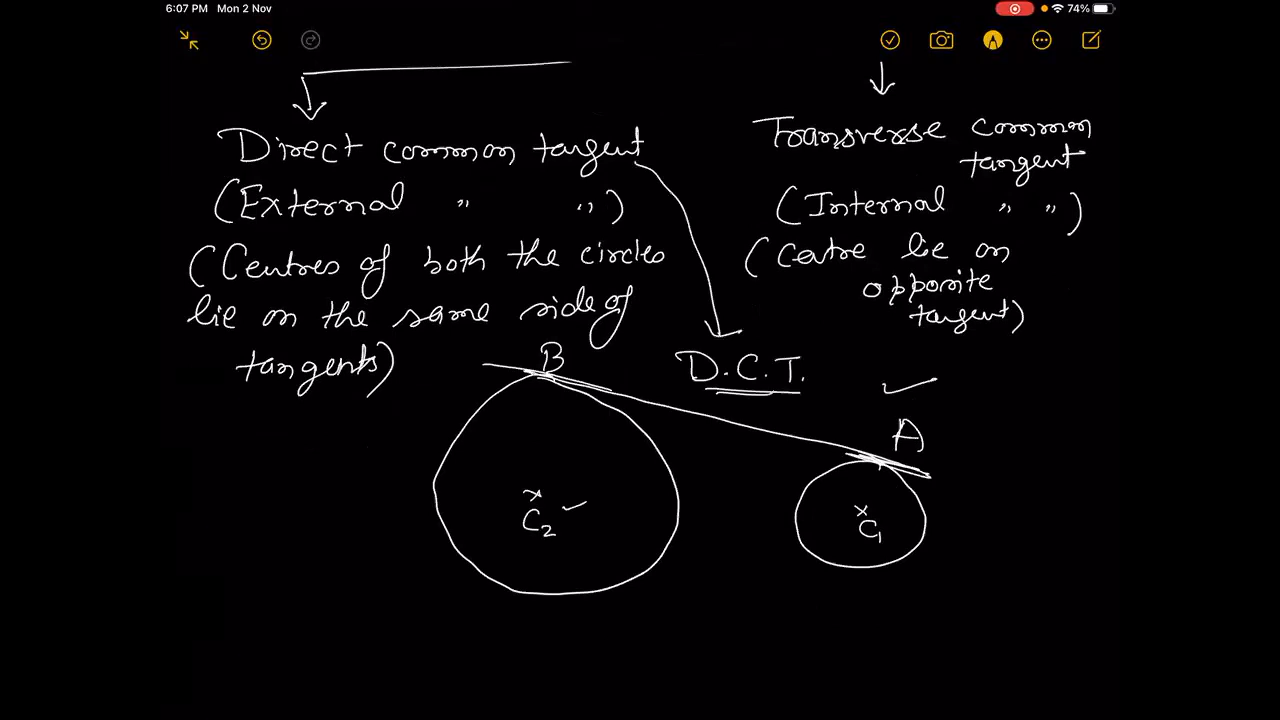 6:07 PM Mon 2 Nov
74%
Direct common tangent
(External " " )
(Centres of both the circles
lie on the same side of
tangents)
Transverse common
tangent
(Internal " " )
(Centre lie on
opposite
tangent)
D.C.T.
B
A
C2
C1